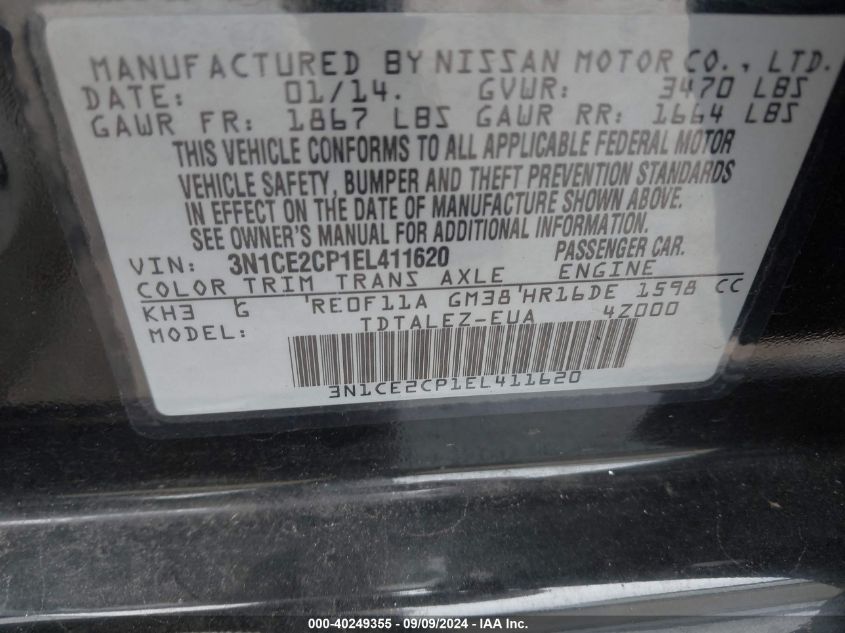 MANUFACTURED BY NISSAN MOTOR CO., LTD.
DATE: 01/14. GVWR: 3470 LBS
GAWR FR: 1867 LBS GAWR RR: 1664 LBS
THIS VEHICLE CONFORMS TO ALL APPLICABLE FEDERAL MOTOR
VEHICLE SAFETY, BUMPER AND THEFT PREVENTION STANDARDS
IN EFFECT ON THE DATE OF MANUFACTURE SHOWN ABOVE.
SEE OWNER'S MANUAL FOR ADDITIONAL INFORMATION.
VIN: 3N1CE2CP1EL411620 PASSENGER CAR.
COLOR TRIM TRANS AXLE ENGINE
KH3 G RE0F11A GM38 HR16DE 1598 CC
MODEL: TDTALEZ-EUA 4Z000
3N1CE2CP1EL411620
000-40249355 - 09/09/2024 - IAA Inc.